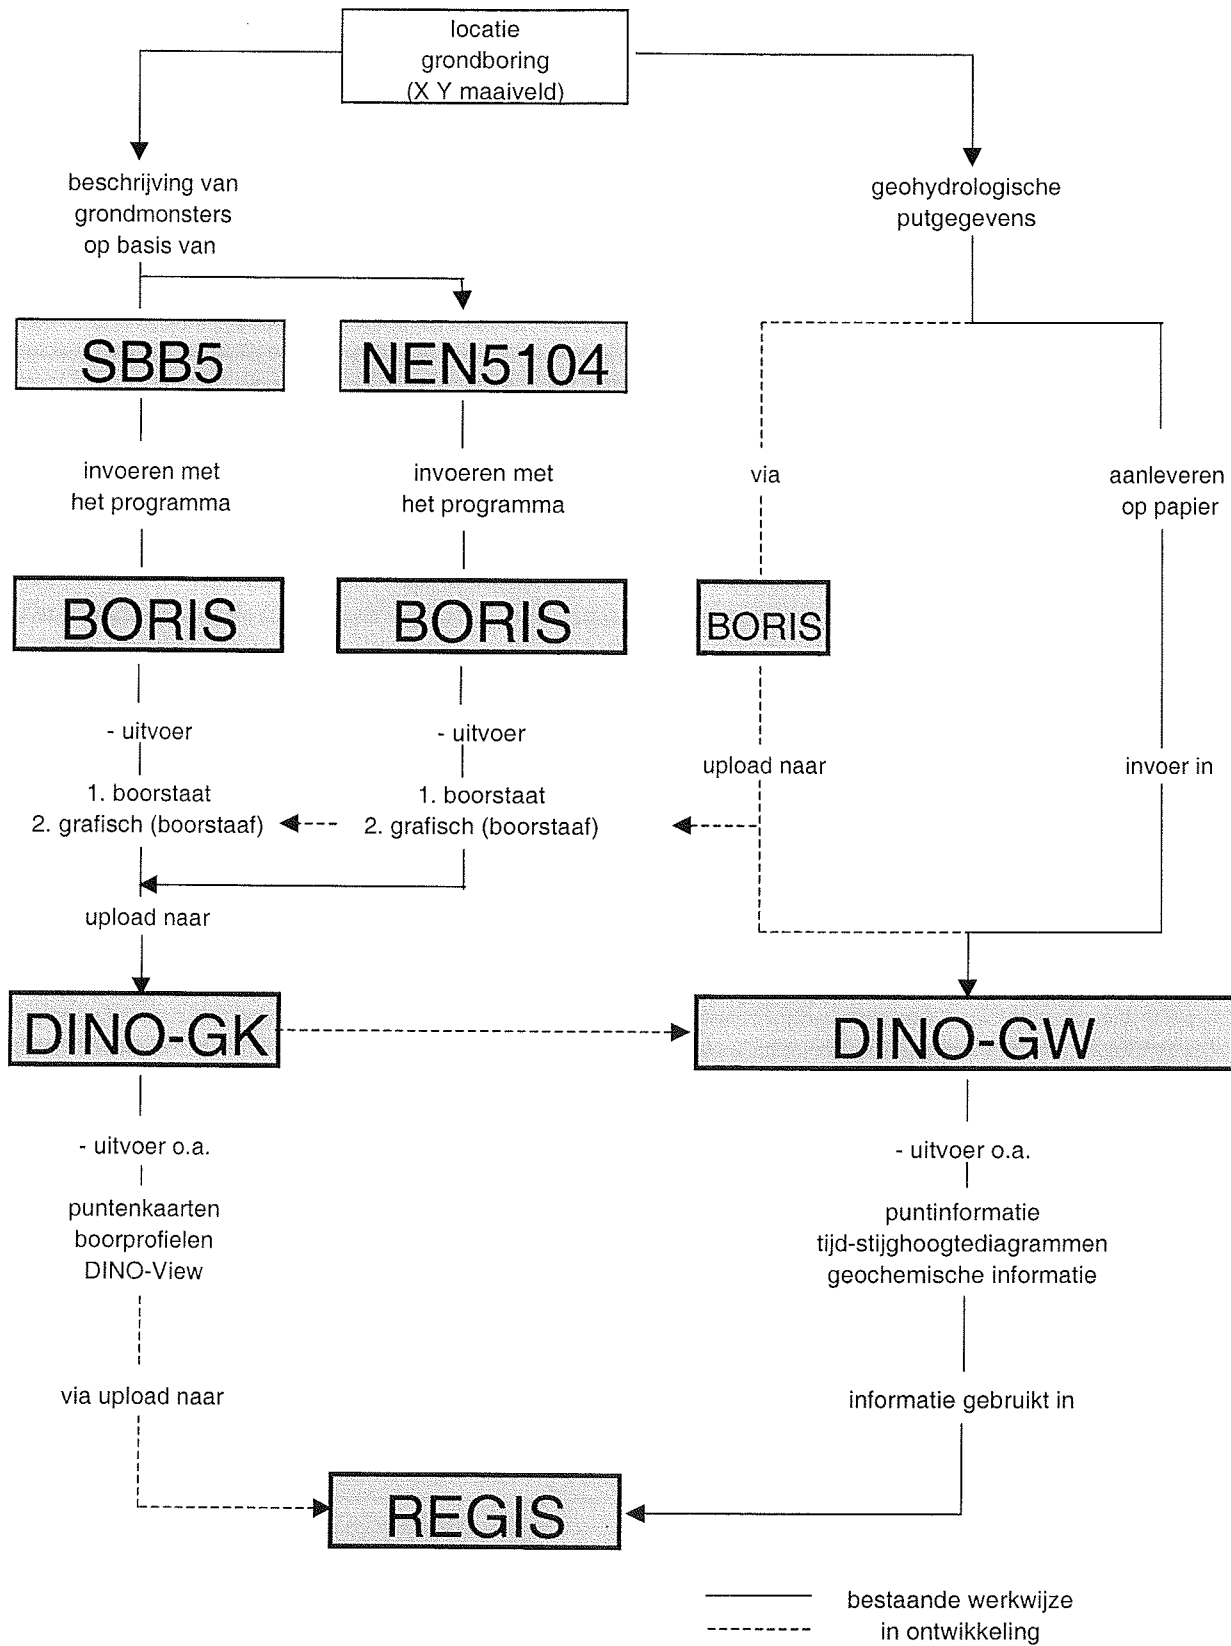 locatie
grondboring
(X Y maaiveld)
beschrijving van
grondmonsters
op basis van
geohydrologische
putgegevens
SBB5
NEN5104
invoeren met
het programma
invoeren met
het programma
via
aanleveren
op papier
BORIS
BORIS
BORIS
- uitvoer
- uitvoer
upload naar
invoer in
1. boorstaat
2. grafisch (boorstaaf)
1. boorstaat
2. grafisch (boorstaaf)
upload naar
DINO-GK
DINO-GW
- uitvoer o.a.
- uitvoer o.a.
puntenkaarten
boorprofielen
DINO-View
puntinformatie
tijd-stijghoogtediagrammen
geochemische informatie
via upload naar
informatie gebruikt in
REGIS
bestaande werkwijze
in ontwikkeling